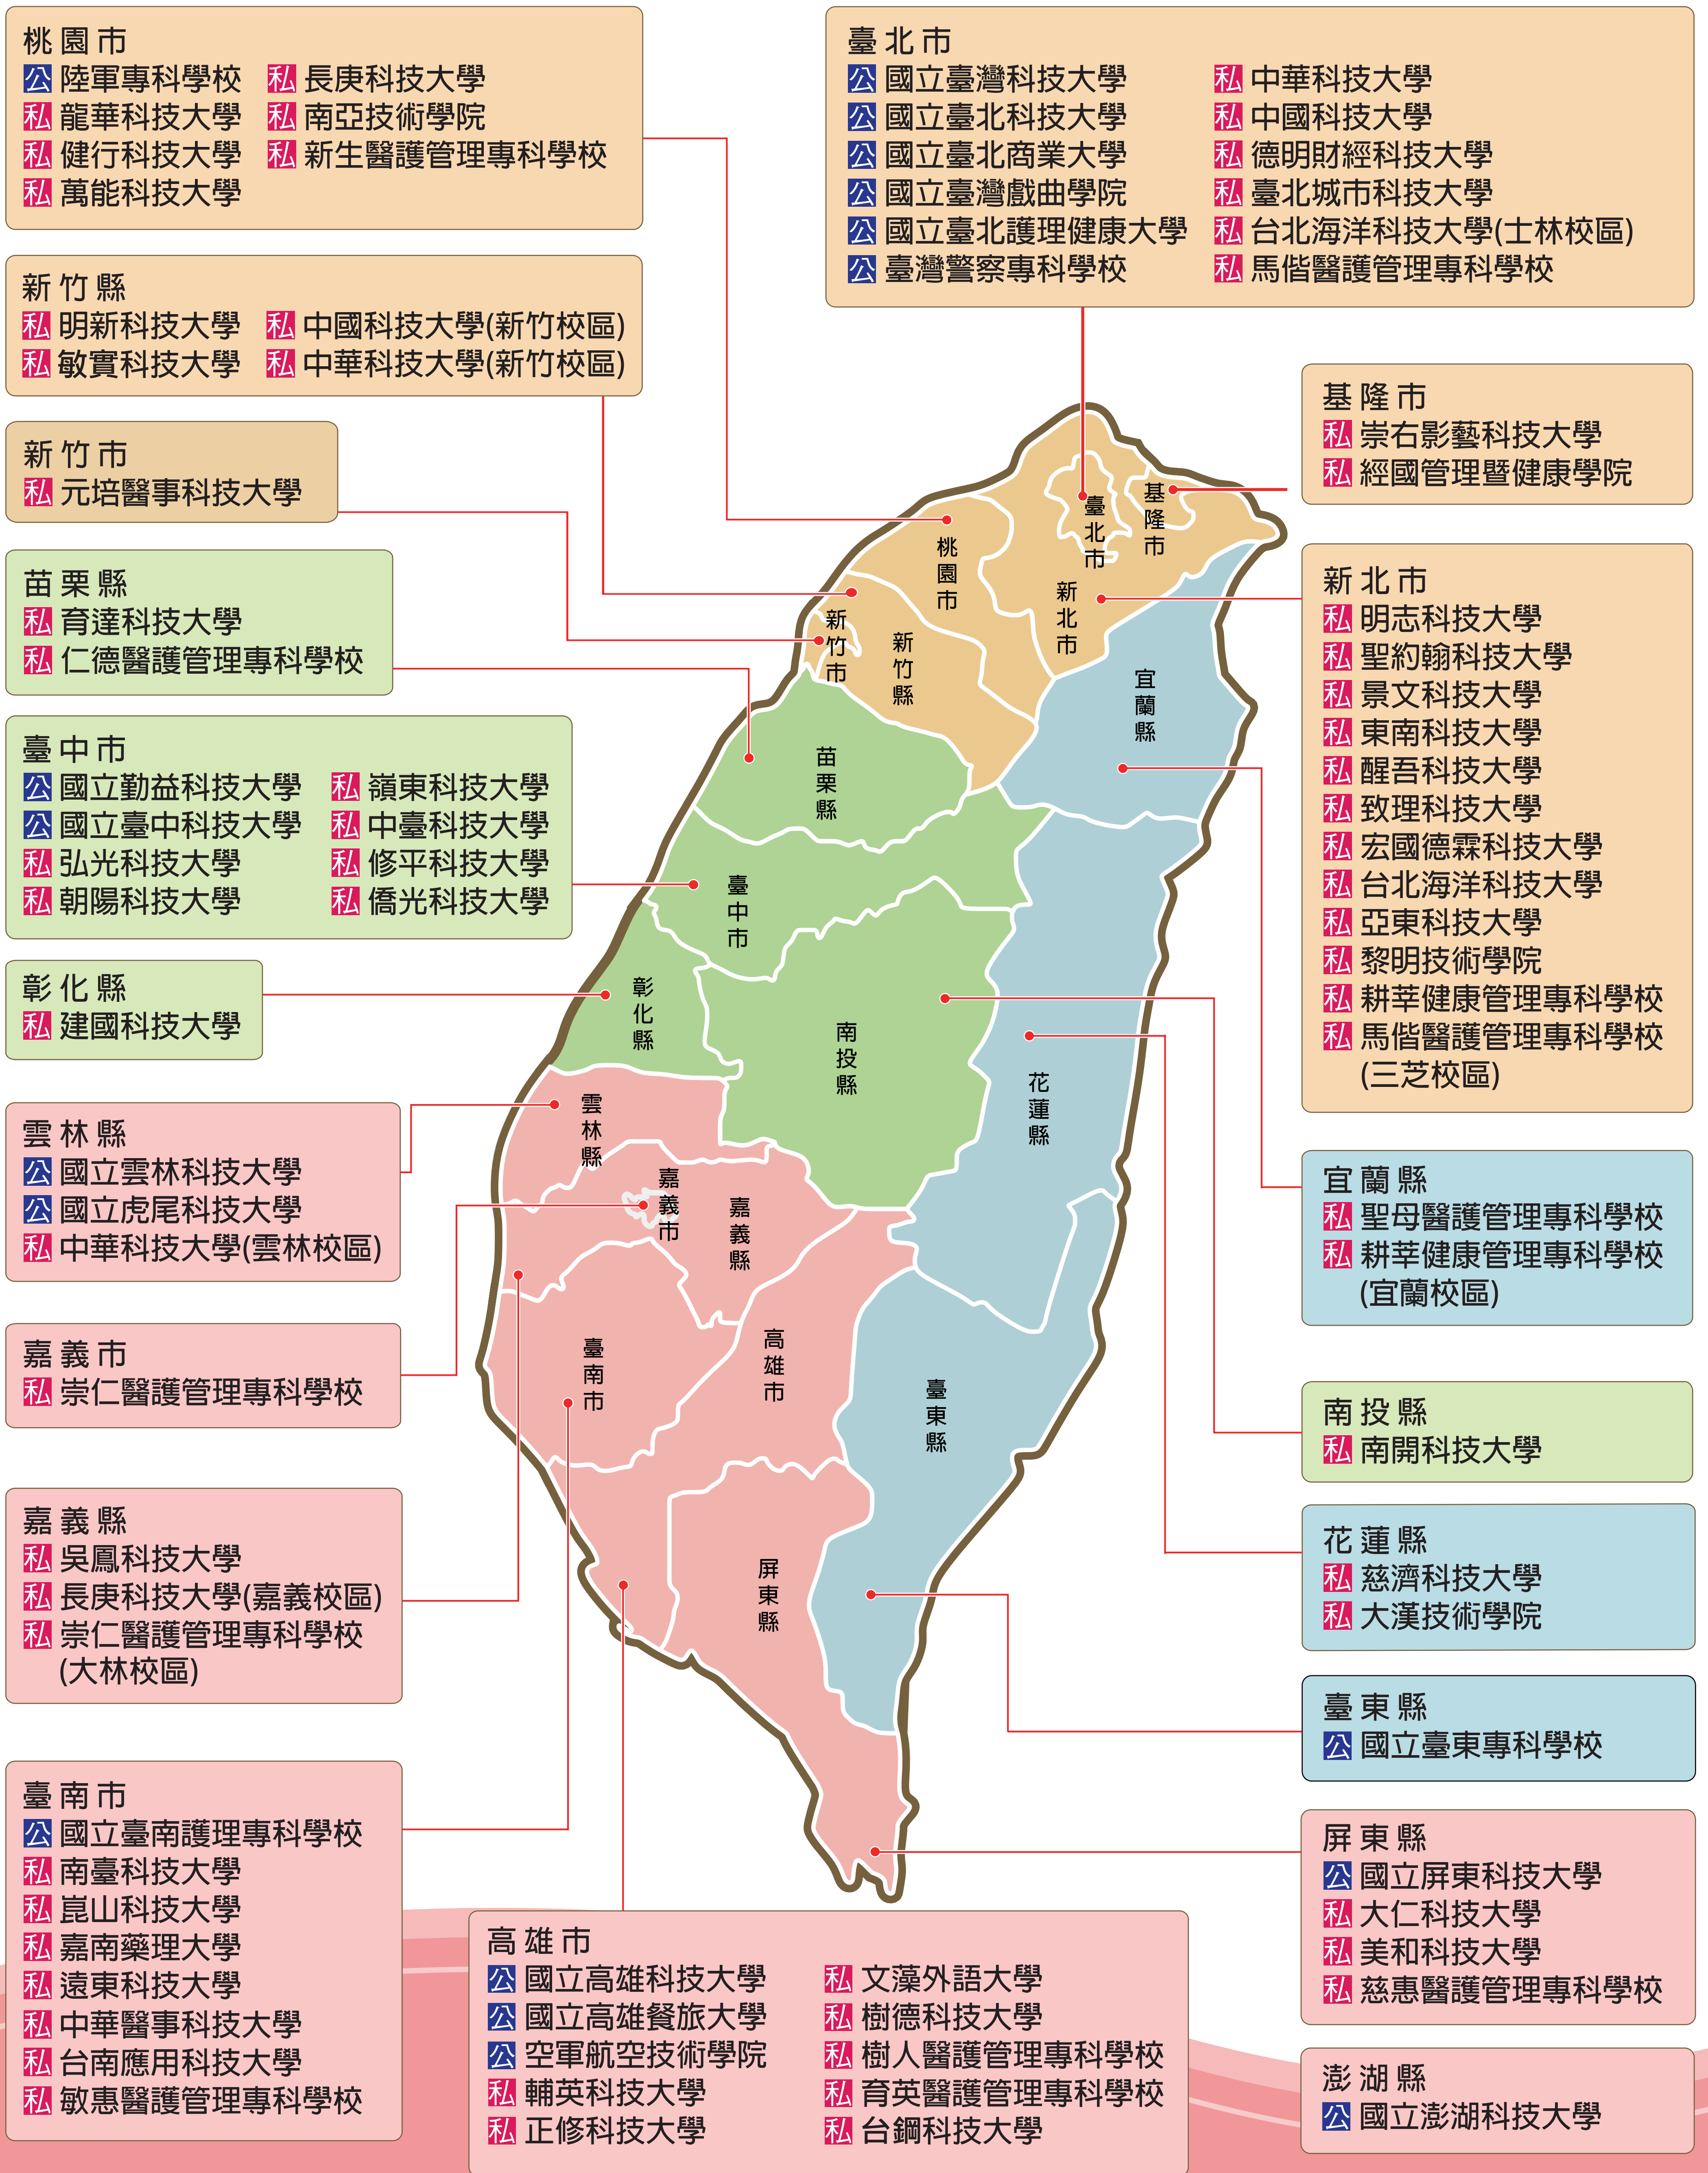 桃園市
公 陸軍專科學校
私 龍華科技大學
私 健行科技大學
私 萬能科技大學
私 長庚科技大學
私 南亞技術學院
私 新生醫護管理專科學校
臺北市
公 國立臺灣科技大學
公 國立臺北科技大學
公 國立臺北商業大學
公 國立臺灣戲曲學院
公 國立臺北護理健康大學
公 臺灣警察專科學校
私 中華科技大學
私 中國科技大學
私 德明財經科技大學
私 臺北城市科技大學
私 台北海洋科技大學(士林校區)
私 馬偕醫護管理專科學校
新竹縣
私 明新科技大學
私 敏實科技大學
私 中國科技大學(新竹校區)
私 中華科技大學(新竹校區)
新竹市
私 元培醫事科技大學
苗栗縣
私 育達科技大學
私 仁德醫護管理專科學校
臺中市
公 國立勤益科技大學
公 國立臺中科技大學
私 弘光科技大學
私 朝陽科技大學
私 嶺東科技大學
私 中臺科技大學
私 修平科技大學
私 僑光科技大學
彰化縣
私 建國科技大學
雲林縣
公 國立雲林科技大學
公 國立虎尾科技大學
私 中華科技大學(雲林校區)
嘉義市
私 崇仁醫護管理專科學校
嘉義縣
私 吳鳳科技大學
私 長庚科技大學(嘉義校區)
私 崇仁醫護管理專科學校
(大林校區)
臺南市
公 國立臺南護理專科學校
私 南臺科技大學
私 崑山科技大學
私 嘉南藥理大學
私 遠東科技大學
私 中華醫事科技大學
私 台南應用科技大學
私 敏惠醫護管理專科學校
臺北市
基隆市
桃園市
新北市
新竹市
新竹縣
宜蘭縣
苗栗縣
臺中市
彰化縣
南投縣
花蓮縣
雲林縣
嘉義市
嘉義縣
臺南市
高雄市
臺東縣
屏東縣
基隆市
私 崇右影藝科技大學
私 經國管理暨健康學院
新北市
私 明志科技大學
私 聖約翰科技大學
私 景文科技大學
私 東南科技大學
私 醒吾科技大學
私 致理科技大學
私 宏國德霖科技大學
私 台北海洋科技大學
私 亞東科技大學
私 黎明技術學院
私 耕莘健康管理專科學校
私 馬偕醫護管理專科學校
(三芝校區)
宜蘭縣
私 聖母醫護管理專科學校
私 耕莘健康管理專科學校
(宜蘭校區)
南投縣
私 南開科技大學
花蓮縣
私 慈濟科技大學
私 大漢技術學院
臺東縣
公 國立臺東專科學校
屏東縣
公 國立屏東科技大學
私 大仁科技大學
私 美和科技大學
私 慈惠醫護管理專科學校
高雄市
公 國立高雄科技大學
公 國立高雄餐旅大學
公 空軍航空技術學院
私 輔英科技大學
私 正修科技大學
私 文藻外語大學
私 樹德科技大學
私 樹人醫護管理專科學校
私 育英醫護管理專科學校
私 台鋼科技大學
澎湖縣
公 國立澎湖科技大學